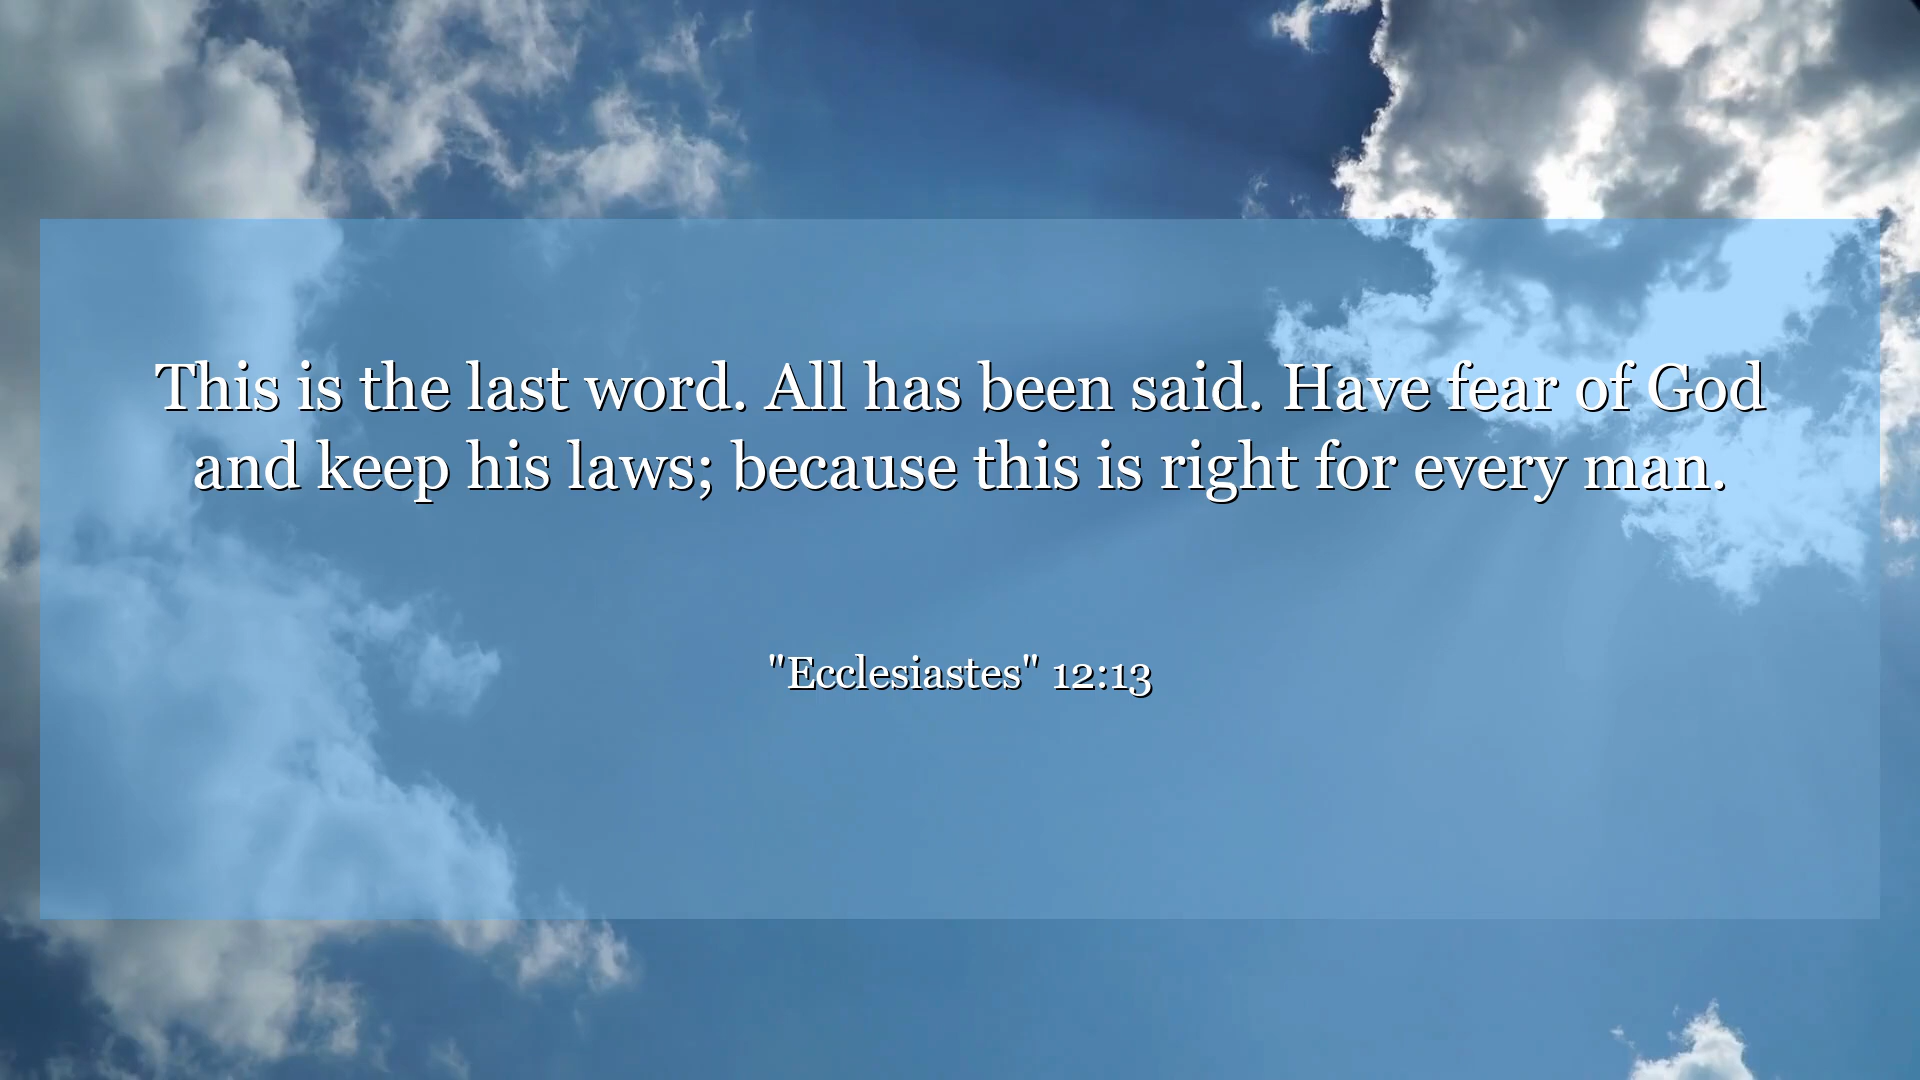 This is the last word. All has been said. Have fear of God
and keep his laws; because this is right for every man.
"Ecclesiastes" 12:13